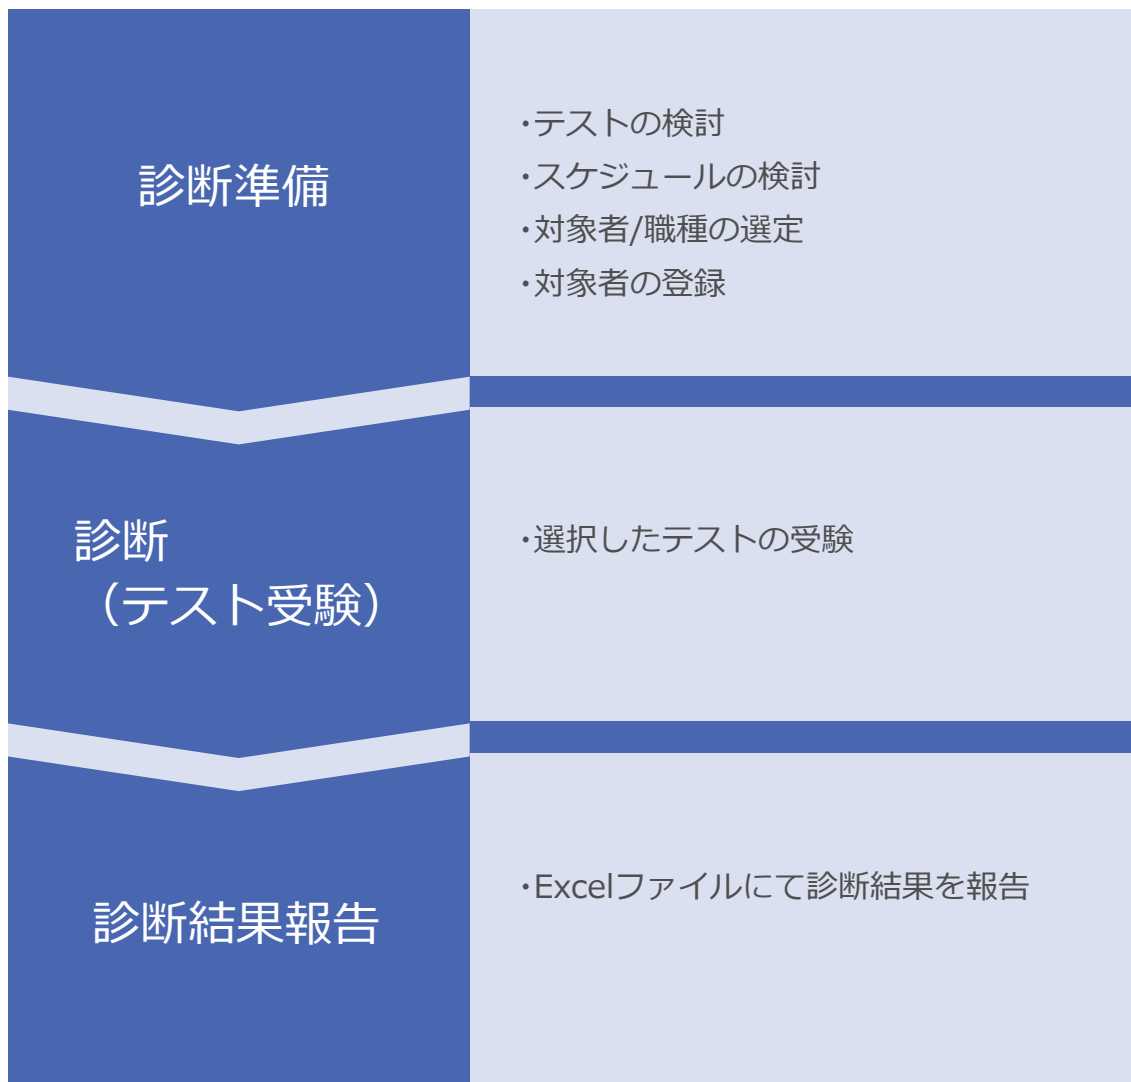 診断準備
・テストの検討
・スケジュールの検討
・対象者/職種の選定
・対象者の登録
診断
（テスト受験）
・選択したテストの受験
診断結果報告
・Excelファイルにて診断結果を報告